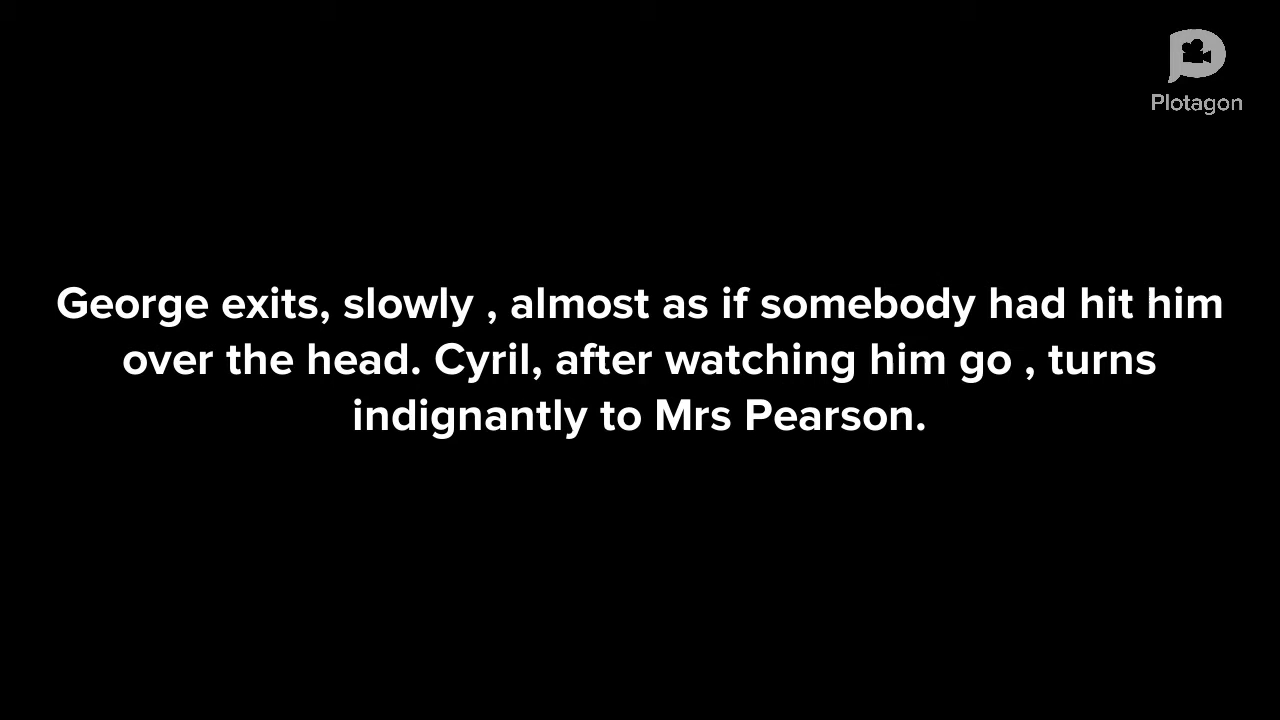 Plotagon
George exits, slowly , almost as if somebody had hit him
over the head. Cyril, after watching him go , turns
indignantly to Mrs Pearson.